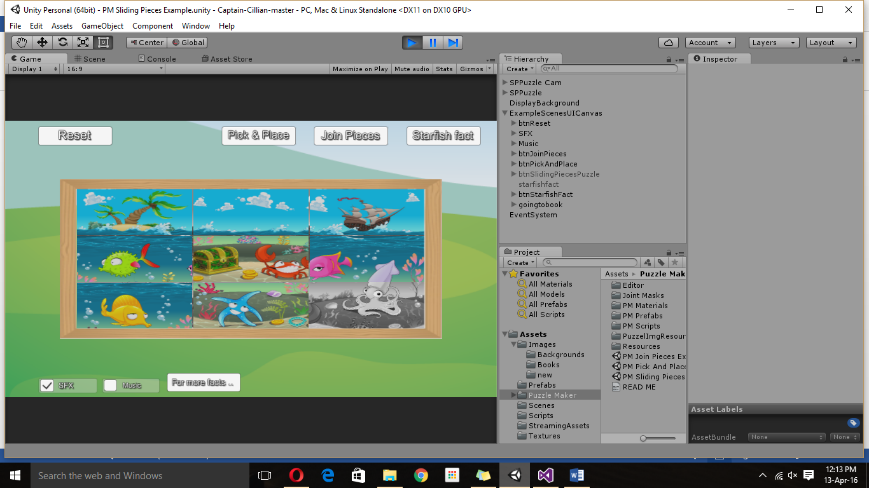 Unity Personal (64bit) - PM Sliding Pieces Example.unity - Captain-Cillian-master - PC, Mac & Linux Standalone <DX11 on DX10 GPU>
File Edit Assets GameObject Component Window Help
Center Global Account Layers Layout
Game Scene Console Asset Store
Display 1 16:9 Maximize on Play Mute audio Stats Gizmos
Reset Pick & Place Join Pieces Starfish fact
SFX Music For more facts ...
Hierarchy
Create All
SPPuzzle Cam
SPPuzzle
DisplayBackground
ExampleScenesUICanvas
btnReset
SFX
Music
btnJoinPieces
btnPickAndPlace
btnSlidingPiecesPuzzle
starfishfact
btnStarfishFact
goingtobook
EventSystem
Project
Create
Favorites
All Materials
All Models
All Prefabs
All Scripts
Assets
Images
Backgrounds
Books
new
Prefabs
Puzzle Maker
Scenes
Scripts
StreamingAssets
Textures
Assets Puzzle Mak
Editor
Joint Masks
PM Materials
PM Prefabs
PM Scripts
PuzzelImgResour
Resources
PM Join Pieces Ex
PM Pick And Place
PM Sliding Pieces
READ ME
Inspector
Asset Labels
AssetBundle None None
Search the web and Windows
12:13 PM
13-Apr-16